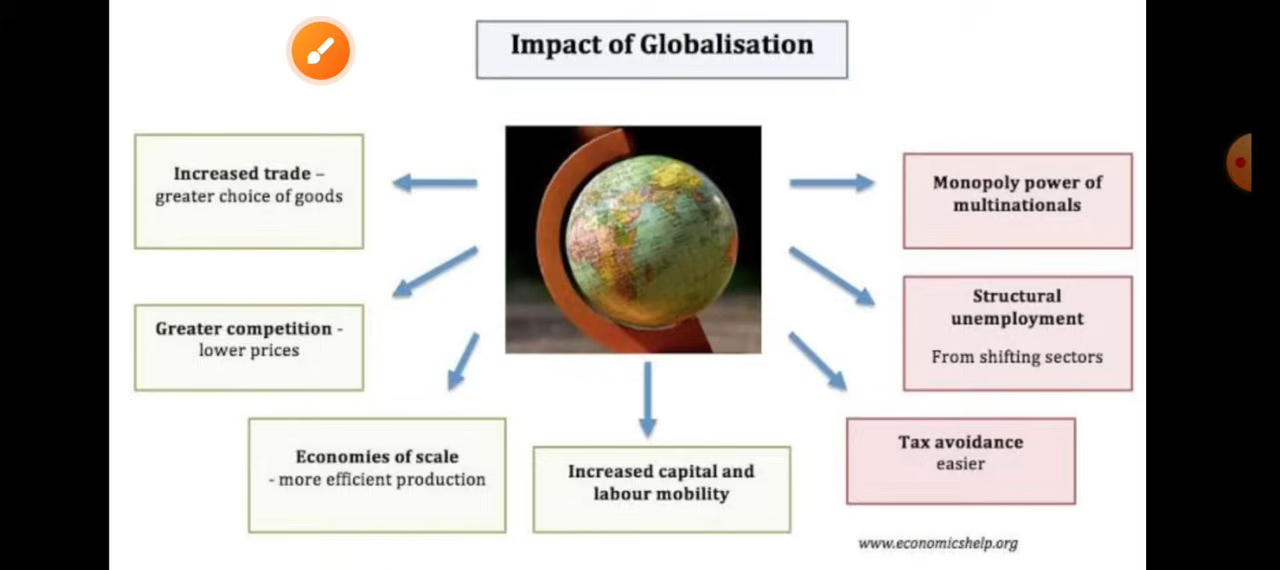 Impact of Globalisation
Increased trade –
greater choice of goods
Greater competition -
lower prices
Economies of scale
- more efficient production
Increased capital and
labour mobility
Monopoly power of
multinationals
Structural
unemployment
From shifting sectors
Tax avoidance
easier
www.economicshelp.org